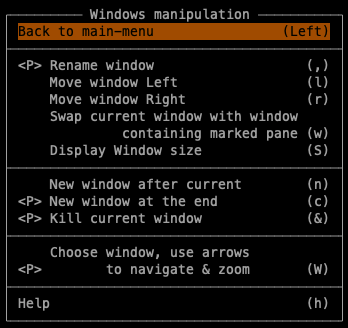 Windows manipulation
Back to main-menu (Left)
<P> Rename window (,)
Move window Left (l)
Move window Right (r)
Swap current window with window
containing marked pane (w)
Display Window size (S)
New window after current (n)
<P> New window at the end (c)
<P> Kill current window (&)
Choose window, use arrows
<P> to navigate & zoom (W)
Help (h)